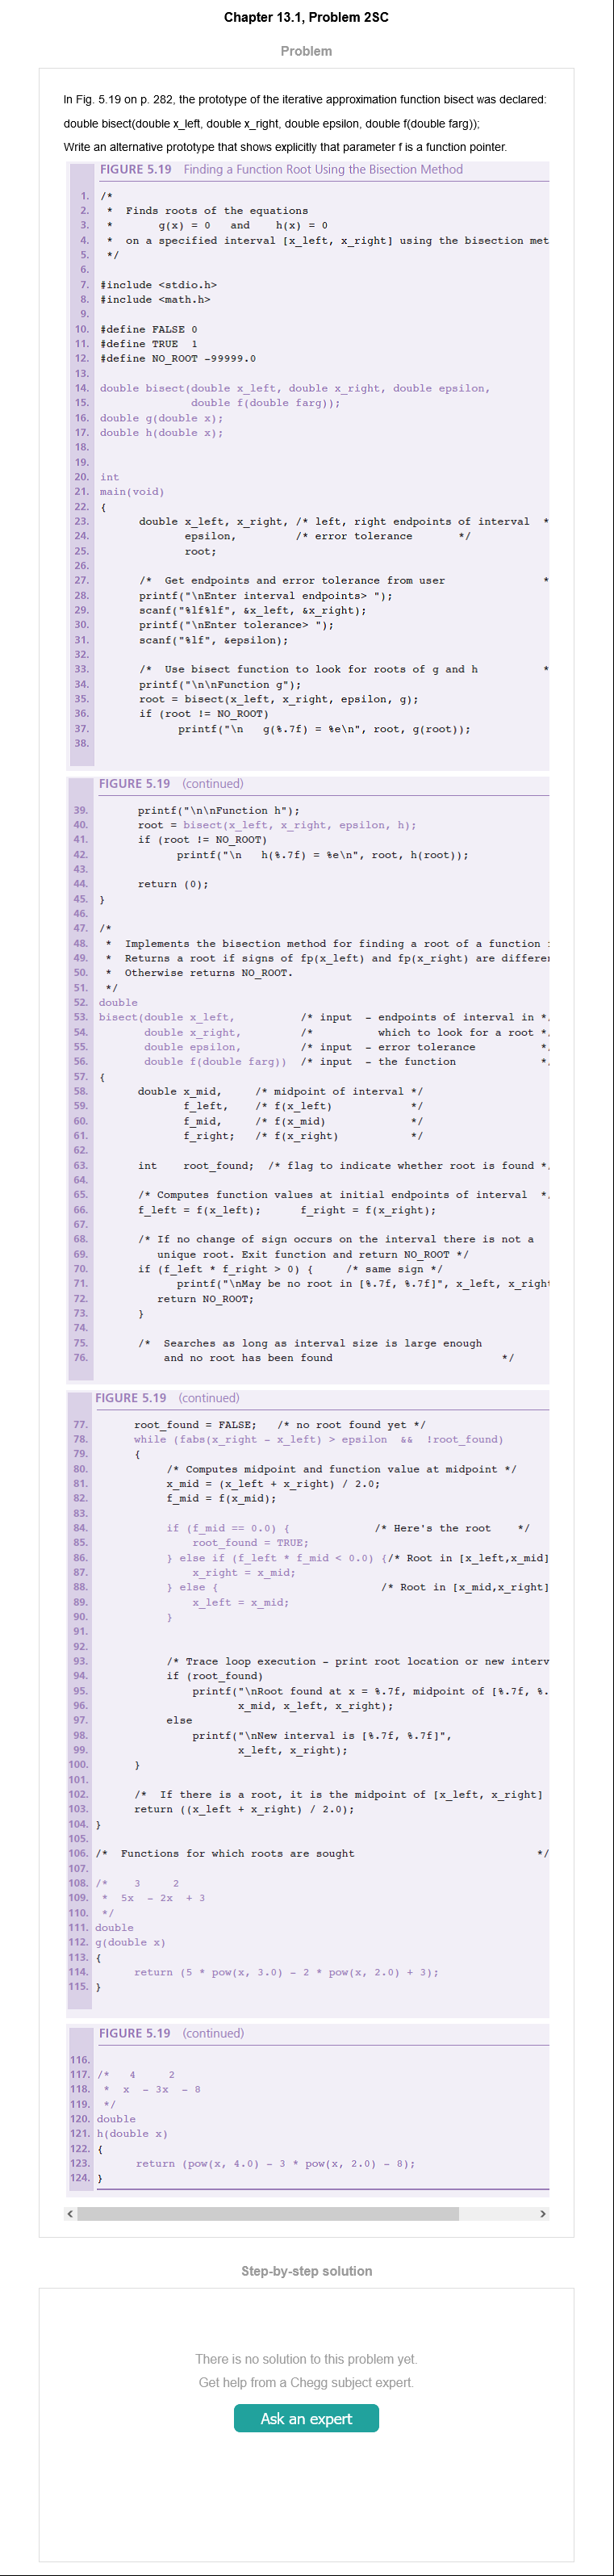 Chapter 13.1, Problem 2SC
Problem
In Fig. 5.19 on p. 282, the prototype of the iterative approximation function bisect was declared:
double bisect(double x_left, double x_right, double epsilon, double f(double farg));
Write an alternative prototype that shows explicitly that parameter f is a function pointer.
FIGURE 5.19 Finding a Function Root Using the Bisection Method
1. /*
2. * Finds roots of the equations
3. * g(x) = 0 and h(x) = 0
4. * on a specified interval [x_left, x_right] using the bisection met
5. */
6.
7. #include <stdio.h>
8. #include <math.h>
9.
10. #define FALSE 0
11. #define TRUE 1
12. #define NO_ROOT -99999.0
13.
14. double bisect(double x_left, double x_right, double epsilon,
15. double f(double farg));
16. double g(double x);
17. double h(double x);
18.
19.
20. int
21. main(void)
22. {
23. double x_left, x_right, /* left, right endpoints of interval *
24. epsilon, /* error tolerance */
25. root;
26.
27. /* Get endpoints and error tolerance from user *
28. printf("\nEnter interval endpoints> ");
29. scanf("%lf%lf", &x_left, &x_right);
30. printf("\nEnter tolerance> ");
31. scanf("%lf", &epsilon);
32.
33. /* Use bisect function to look for roots of g and h *
34. printf("\n\nFunction g");
35. root = bisect(x_left, x_right, epsilon, g);
36. if (root != NO_ROOT)
37. printf("\n g(%.7f) = %e\n", root, g(root));
38.
FIGURE 5.19 (continued)
39. printf("\n\nFunction h");
40. root = bisect(x_left, x_right, epsilon, h);
41. if (root != NO_ROOT)
42. printf("\n h(%.7f) = %e\n", root, h(root));
43.
44. return (0);
45. }
46.
47. /*
48. * Implements the bisection method for finding a root of a function
49. * Returns a root if signs of fp(x_left) and fp(x_right) are differe
50. * Otherwise returns NO_ROOT.
51. */
52. double
53. bisect(double x_left, /* input - endpoints of interval in *
54. double x_right, /* which to look for a root *
55. double epsilon, /* input - error tolerance *
56. double f(double farg)) /* input - the function *
57. {
58. double x_mid, /* midpoint of interval */
59. f_left, /* f(x_left) */
60. f_mid, /* f(x_mid) */
61. f_right; /* f(x_right) */
62.
63. int root_found; /* flag to indicate whether root is found *
64.
65. /* Computes function values at initial endpoints of interval *
66. f_left = f(x_left); f_right = f(x_right);
67.
68. /* If no change of sign occurs on the interval there is not a
69. unique root. Exit function and return NO_ROOT */
70. if (f_left * f_right > 0) { /* same sign */
71. printf("\nMay be no root in [%.7f, %.7f]", x_left, x_right
72. return NO_ROOT;
73. }
74.
75. /* Searches as long as interval size is large enough
76. and no root has been found */
FIGURE 5.19 (continued)
77. root_found = FALSE; /* no root found yet */
78. while (fabs(x_right - x_left) > epsilon && !root_found)
79. {
80. /* Computes midpoint and function value at midpoint */
81. x_mid = (x_left + x_right) / 2.0;
82. f_mid = f(x_mid);
83.
84. if (f_mid == 0.0) { /* Here's the root */
85. root_found = TRUE;
86. } else if (f_left * f_mid < 0.0) {/* Root in [x_left,x_mid]
87. x_right = x_mid;
88. } else { /* Root in [x_mid,x_right]
89. x_left = x_mid;
90. }
91.
92.
93. /* Trace loop execution - print root location or new interv
94. if (root_found)
95. printf("\nRoot found at x = %.7f, midpoint of [%.7f, %.
96. x_mid, x_left, x_right);
97. else
98. printf("\nNew interval is [%.7f, %.7f]",
99. x_left, x_right);
100. }
101.
102. /* If there is a root, it is the midpoint of [x_left, x_right]
103. return ((x_left + x_right) / 2.0);
104. }
105.
106. /* Functions for which roots are sought */
107.
108. /* 3 2
109. * 5x - 2x + 3
110. */
111. double
112. g(double x)
113. {
114. return (5 * pow(x, 3.0) - 2 * pow(x, 2.0) + 3);
115. }
FIGURE 5.19 (continued)
116.
117. /* 4 2
118. * x - 3x - 8
119. */
120. double
121. h(double x)
122. {
123. return (pow(x, 4.0) - 3 * pow(x, 2.0) - 8);
124. }
Step-by-step solution
There is no solution to this problem yet.
Get help from a Chegg subject expert.
Ask an expert